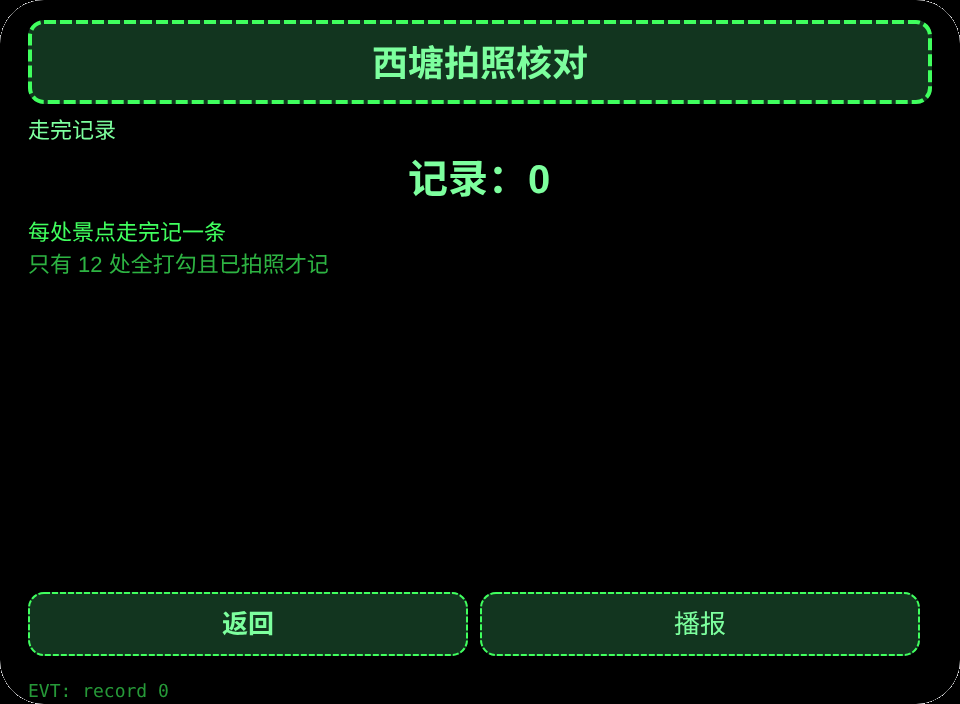 西塘拍照核对
走完记录
记录：0
每处景点走完记一条
只有 12 处全打勾且已拍照才记
返回
播报
EVT: record 0